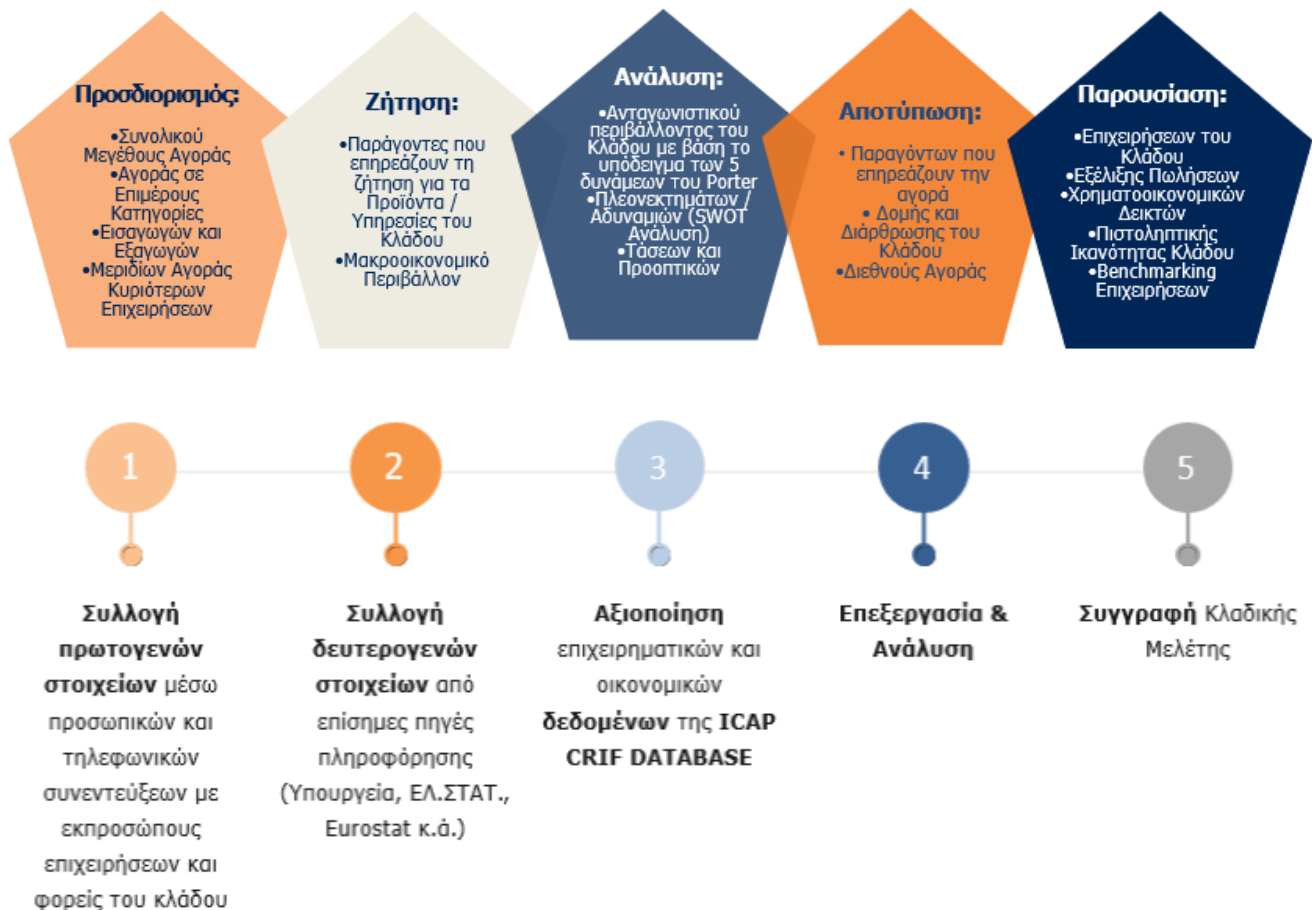 Προσδιορισμός:
•Συνολικού
Μεγέθους Αγοράς
•Αγοράς σε
Επιμέρους
Κατηγορίες
•Εισαγωγών και
Εξαγωγών
•Μεριδίων Αγοράς
Κυριότερων
Επιχειρήσεων
Ζήτηση:
•Παράγοντες που
επηρεάζουν τη
ζήτηση για τα
Προϊόντα /
Υπηρεσίες του
Κλάδου
•Μακροοικονομικό
Περιβάλλον
Ανάλυση:
•Ανταγωνιστικού
περιβάλλοντος του
Κλάδου με βάση το
υπόδειγμα των 5
δυνάμεων του Porter
•Πλεονεκτημάτων /
Αδυναμιών (SWOT
Ανάλυση)
•Τάσεων και
Προοπτικών
Αποτύπωση:
• Παραγόντων που
επηρεάζουν την
αγορά
• Δομής και
Διάρθρωσης του
Κλάδου
•Διεθνούς Αγοράς
Παρουσίαση:
•Επιχειρήσεων του
Κλάδου
•Εξέλιξης Πωλήσεων
•Χρηματοοικονομικών
Δεικτών
•Πιστοληπτικής
Ικανότητας Κλάδου
•Benchmarking
Επιχειρήσεων
1
2
3
4
5
Συλλογή
πρωτογενών
στοιχείων μέσω
προσωπικών και
τηλεφωνικών
συνεντεύξεων με
εκπροσώπους
επιχειρήσεων και
φορείς του κλάδου
Συλλογή
δευτερογενών
στοιχείων από
επίσημες πηγές
πληροφόρησης
(Υπουργεία, ΕΛ.ΣΤΑΤ.,
Eurostat κ.ά.)
Αξιοποίηση
επιχειρηματικών και
οικονομικών
δεδομένων της ICAP
CRIF DATABASE
Επεξεργασία &
Ανάλυση
Συγγραφή Κλαδικής
Μελέτης